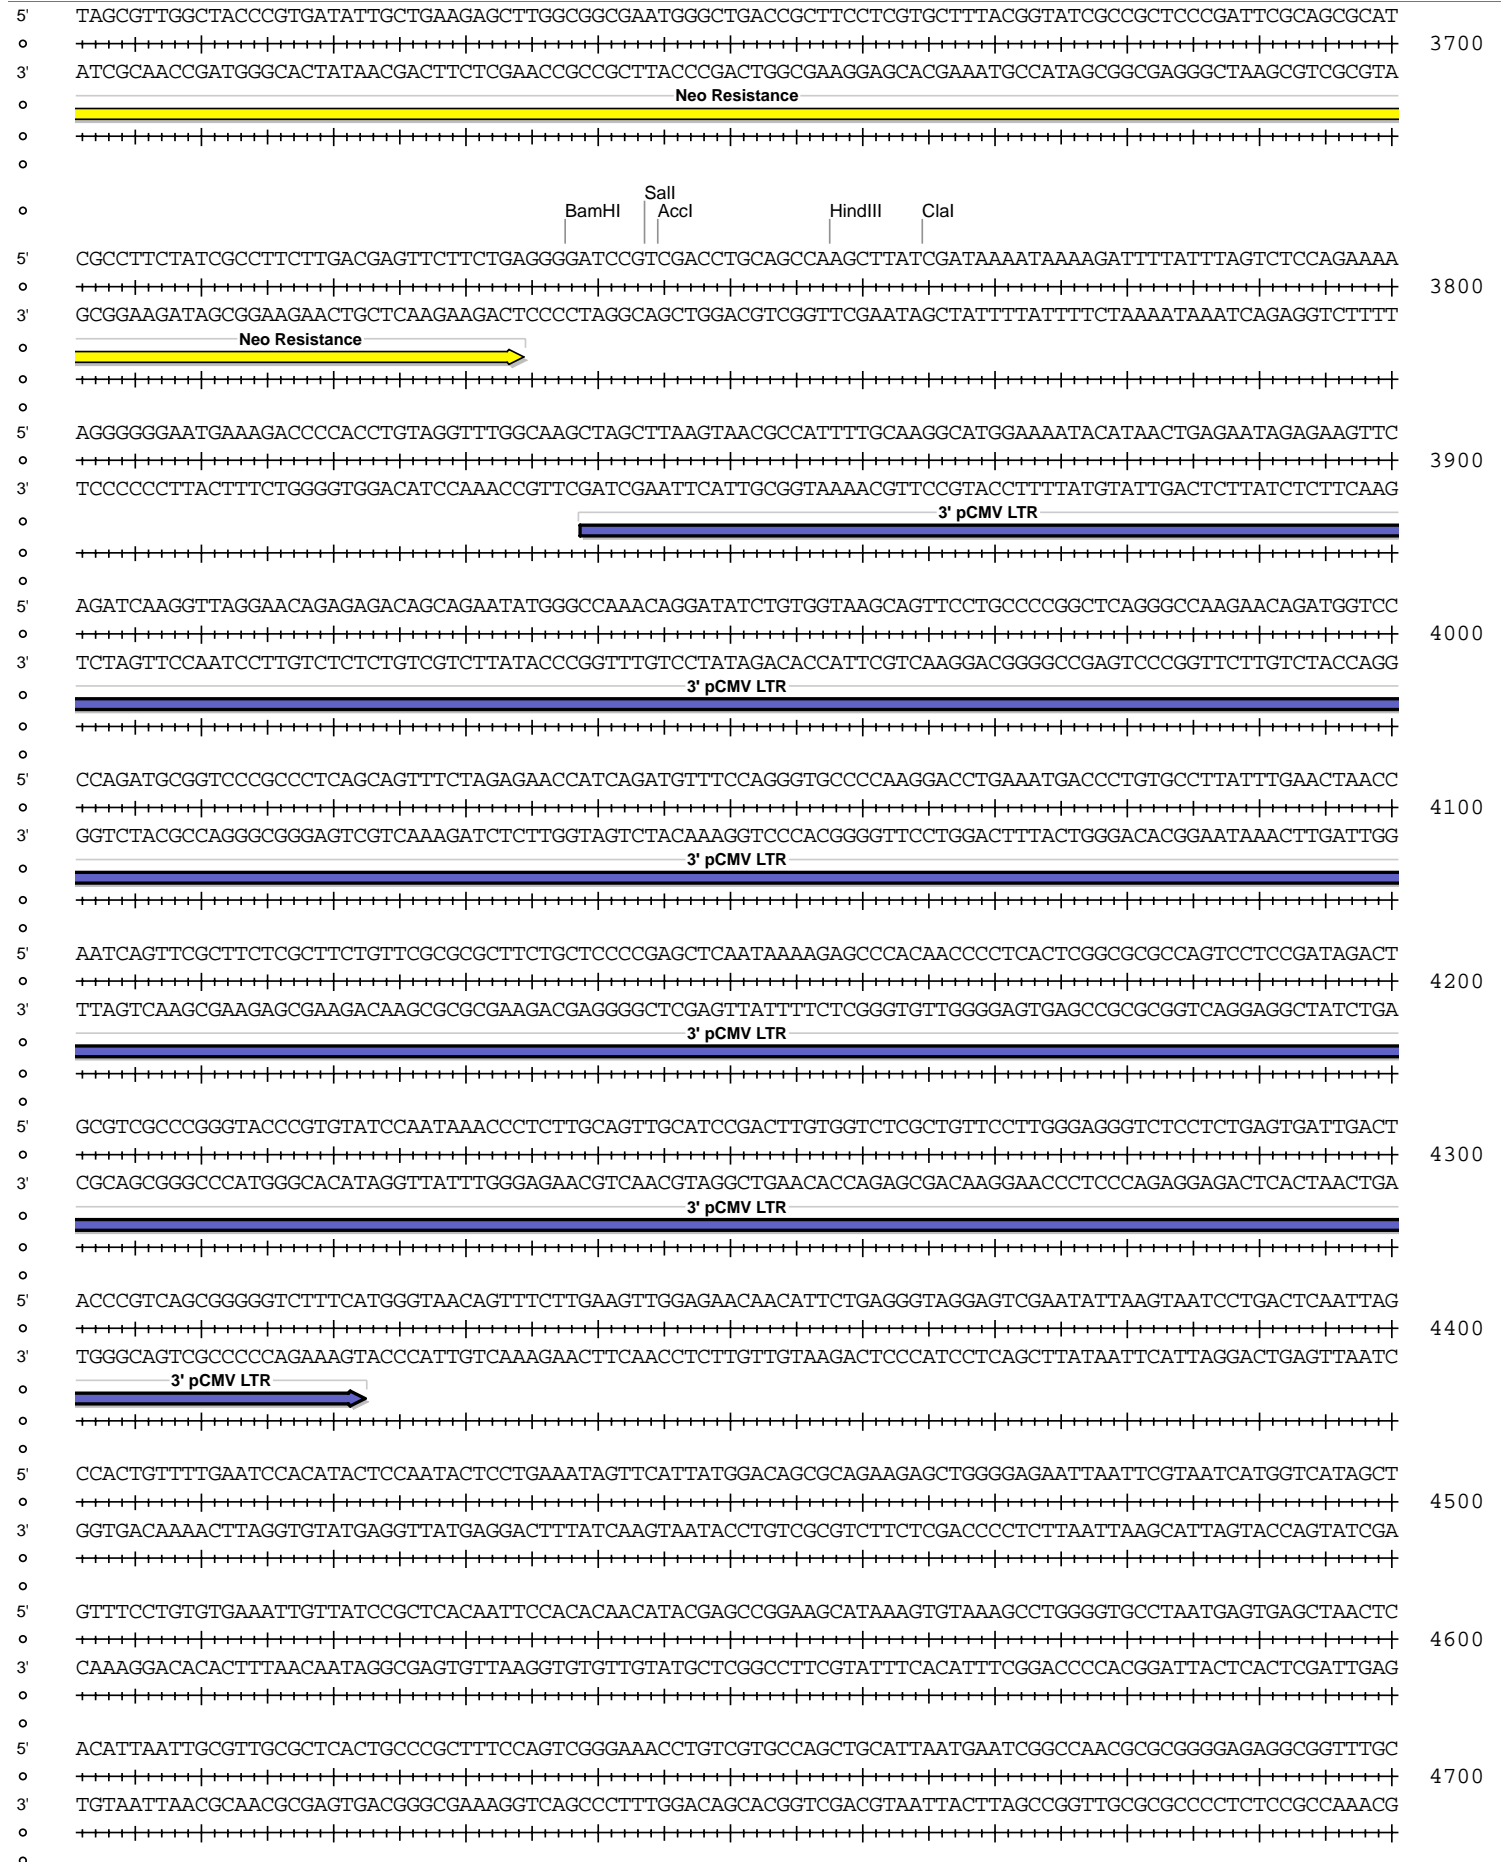 5' TAGCGTTGGCTACCCGTGATATTGCTGAAGAGCTTGGCGGCGAATGGGCTGACCGCTTCCTCGTGCTTTACGGTATCGCCGCTCCCGATTCGCAGCGCAT
3700
3' ATCGCAACCGATGGGCACTATAACGACTTCTCGAACCGCCGCTTACCCGACTGGCGAAGGAGCACGAAATGCCATAGCGGCGAGGGCTAAGCGTCGCGTA
Neo Resistance
SalI
BamHI AccI HindIII ClaI
5' CGCCTTCTATCGCCTTCTTGACGAGTTCTTCTGAGGGGATCCGTCGACCTGCAGCCAAGCTTATCGATAAAATAAAAGATTTTATTTAGTCTCCAGAAAA
3800
3' GCGGAAGATAGCGGAAGAACTGCTCAAGAAGACTCCCCTAGGCAGCTGGACGTCGGTTCGAATAGCTATTTTATTTTCTAAAATAAATCAGAGGTCTTTT
Neo Resistance
5' AGGGGGGAATGAAAGACCCCACCTGTAGGTTTGGCAAGCTAGCTTAAGTAACGCCATTTTGCAAGGCATGGAAAATACATAACTGAGAATAGAGAAGTTC
3900
3' TCCCCCCTTACTTTCTGGGGTGGACATCCAAACCGTTCGATCGAATTCATTGCGGTAAAACGTTCCGTACCTTTTATGTATTGACTCTTATCTCTTCAAG
3' pCMV LTR
5' AGATCAAGGTTAGGAACAGAGAGACAGCAGAATATGGGCCAAACAGGATATCTGTGGTAAGCAGTTCCTGCCCCGGCTCAGGGCCAAGAACAGATGGTCC
4000
3' TCTAGTTCCAATCCTTGTCTCTCTGTCGTCTTATACCCGGTTTGTCCTATAGACACCATTCGTCAAGGACGGGGCCGAGTCCCGGTTCTTGTCTACCAGG
3' pCMV LTR
5' CCAGATGCGGTCCCGCCCTCAGCAGTTTCTAGAGAACCATCAGATGTTTCCAGGGTGCCCCAAGGACCTGAAATGACCCTGTGCCTTATTTGAACTAACC
4100
3' GGTCTACGCCAGGGCGGGAGTCGTCAAAGATCTCTTGGTAGTCTACAAAGGTCCCACGGGGTTCCTGGACTTTACTGGGACACGGAATAAACTTGATTGG
3' pCMV LTR
5' AATCAGTTCGCTTCTCGCTTCTGTTCGCGCGCTTCTGCTCCCCGAGCTCAATAAAAGAGCCCACAACCCCTCACTCGGCGCGCCAGTCCTCCGATAGACT
4200
3' TTAGTCAAGCGAAGAGCGAAGACAAGCGCGCGAAGACGAGGGGCTCGAGTTATTTTCTCGGGTGTTGGGGAGTGAGCCGCGCGGTCAGGAGGCTATCTGA
3' pCMV LTR
5' GCGTCGCCCGGGTACCCGTGTATCCAATAAACCCTCTTGCAGTTGCATCCGACTTGTGGTCTCGCTGTTCCTTGGGAGGGTCTCCTCTGAGTGATTGACT
4300
3' CGCAGCGGGCCCATGGGCACATAGGTTATTTGGGAGAACGTCAACGTAGGCTGAACACCAGAGCGACAAGGAACCCTCCCAGAGGAGACTCACTAACTGA
3' pCMV LTR
5' ACCCGTCAGCGGGGGTCTTTCATGGGTAACAGTTTCTTGAAGTTGGAGAACAACATTCTGAGGGTAGGAGTCGAATATTAAGTAATCCTGACTCAATTAG
4400
3' TGGGCAGTCGCCCCCAGAAAGTACCCATTGTCAAAGAACTTCAACCTCTTGTTGTAAGACTCCCATCCTCAGCTTATAATTCATTAGGACTGAGTTAATC
3' pCMV LTR
5' CCACTGTTTTGAATCCACATACTCCAATACTCCTGAAATAGTTCATTATGGACAGCGCAGAAGAGCTGGGGAGAATTAATTCGTAATCATGGTCATAGCT
4500
3' GGTGACAAAACTTAGGTGTATGAGGTTATGAGGACTTTATCAAGTAATACCTGTCGCGTCTTCTCGACCCCTCTTAATTAAGCATTAGTACCAGTATCGA
5' GTTTCCTGTGTGAAATTGTTATCCGCTCACAATTCCACACAACATACGAGCCGGAAGCATAAAGTGTAAAGCCTGGGGTGCCTAATGAGTGAGCTAACTC
4600
3' CAAAGGACACACTTTAACAATAGGCGAGTGTTAAGGTGTGTTGTATGCTCGGCCTTCGTATTTCACATTTCGGACCCCACGGATTACTCACTCGATTGAG
5' ACATTAATTGCGTTGCGCTCACTGCCCGCTTTCCAGTCGGGAAACCTGTCGTGCCAGCTGCATTAATGAATCGGCCAACGCGCGGGGAGAGGCGGTTTGC
4700
3' TGTAATTAACGCAACGCGAGTGACGGGCGAAAGGTCAGCCCTTTGGACAGCACGGTCGACGTAATTACTTAGCCGGTTGCGCGCCCCTCTCCGCCAAACG